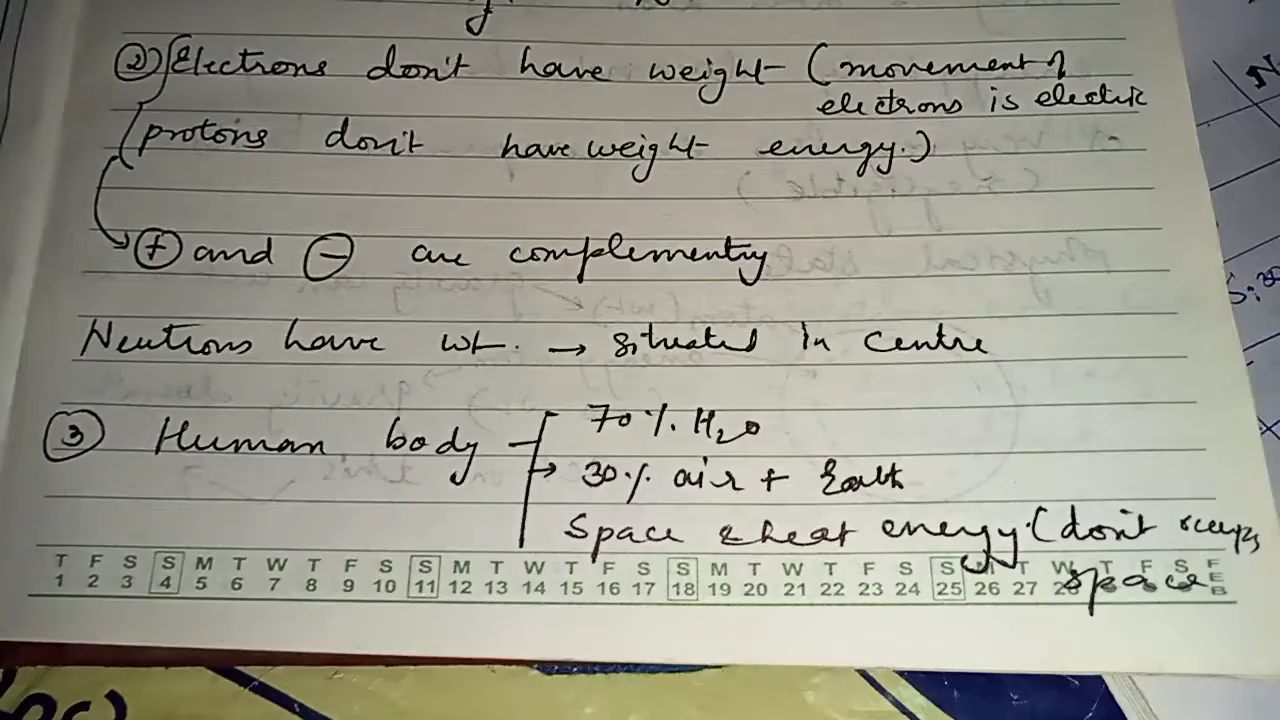 ② Electrons don't have weight (movement of
electrons is electric
(protons don't have weight energy.)
⊕ and ⊖ are complementry
Neutrons have wt. → situated in centre
③ Human body
70% H2O
→ 30% air + Earth
Space & heat energy. (don't occupy
space
T F S S M T W T F S S M T W T F S S M T W T F S S M T W T F S FEB
1 2 3 4 5 6 7 8 9 10 11 12 13 14 15 16 17 18 19 20 21 22 23 24 25 26 27 28